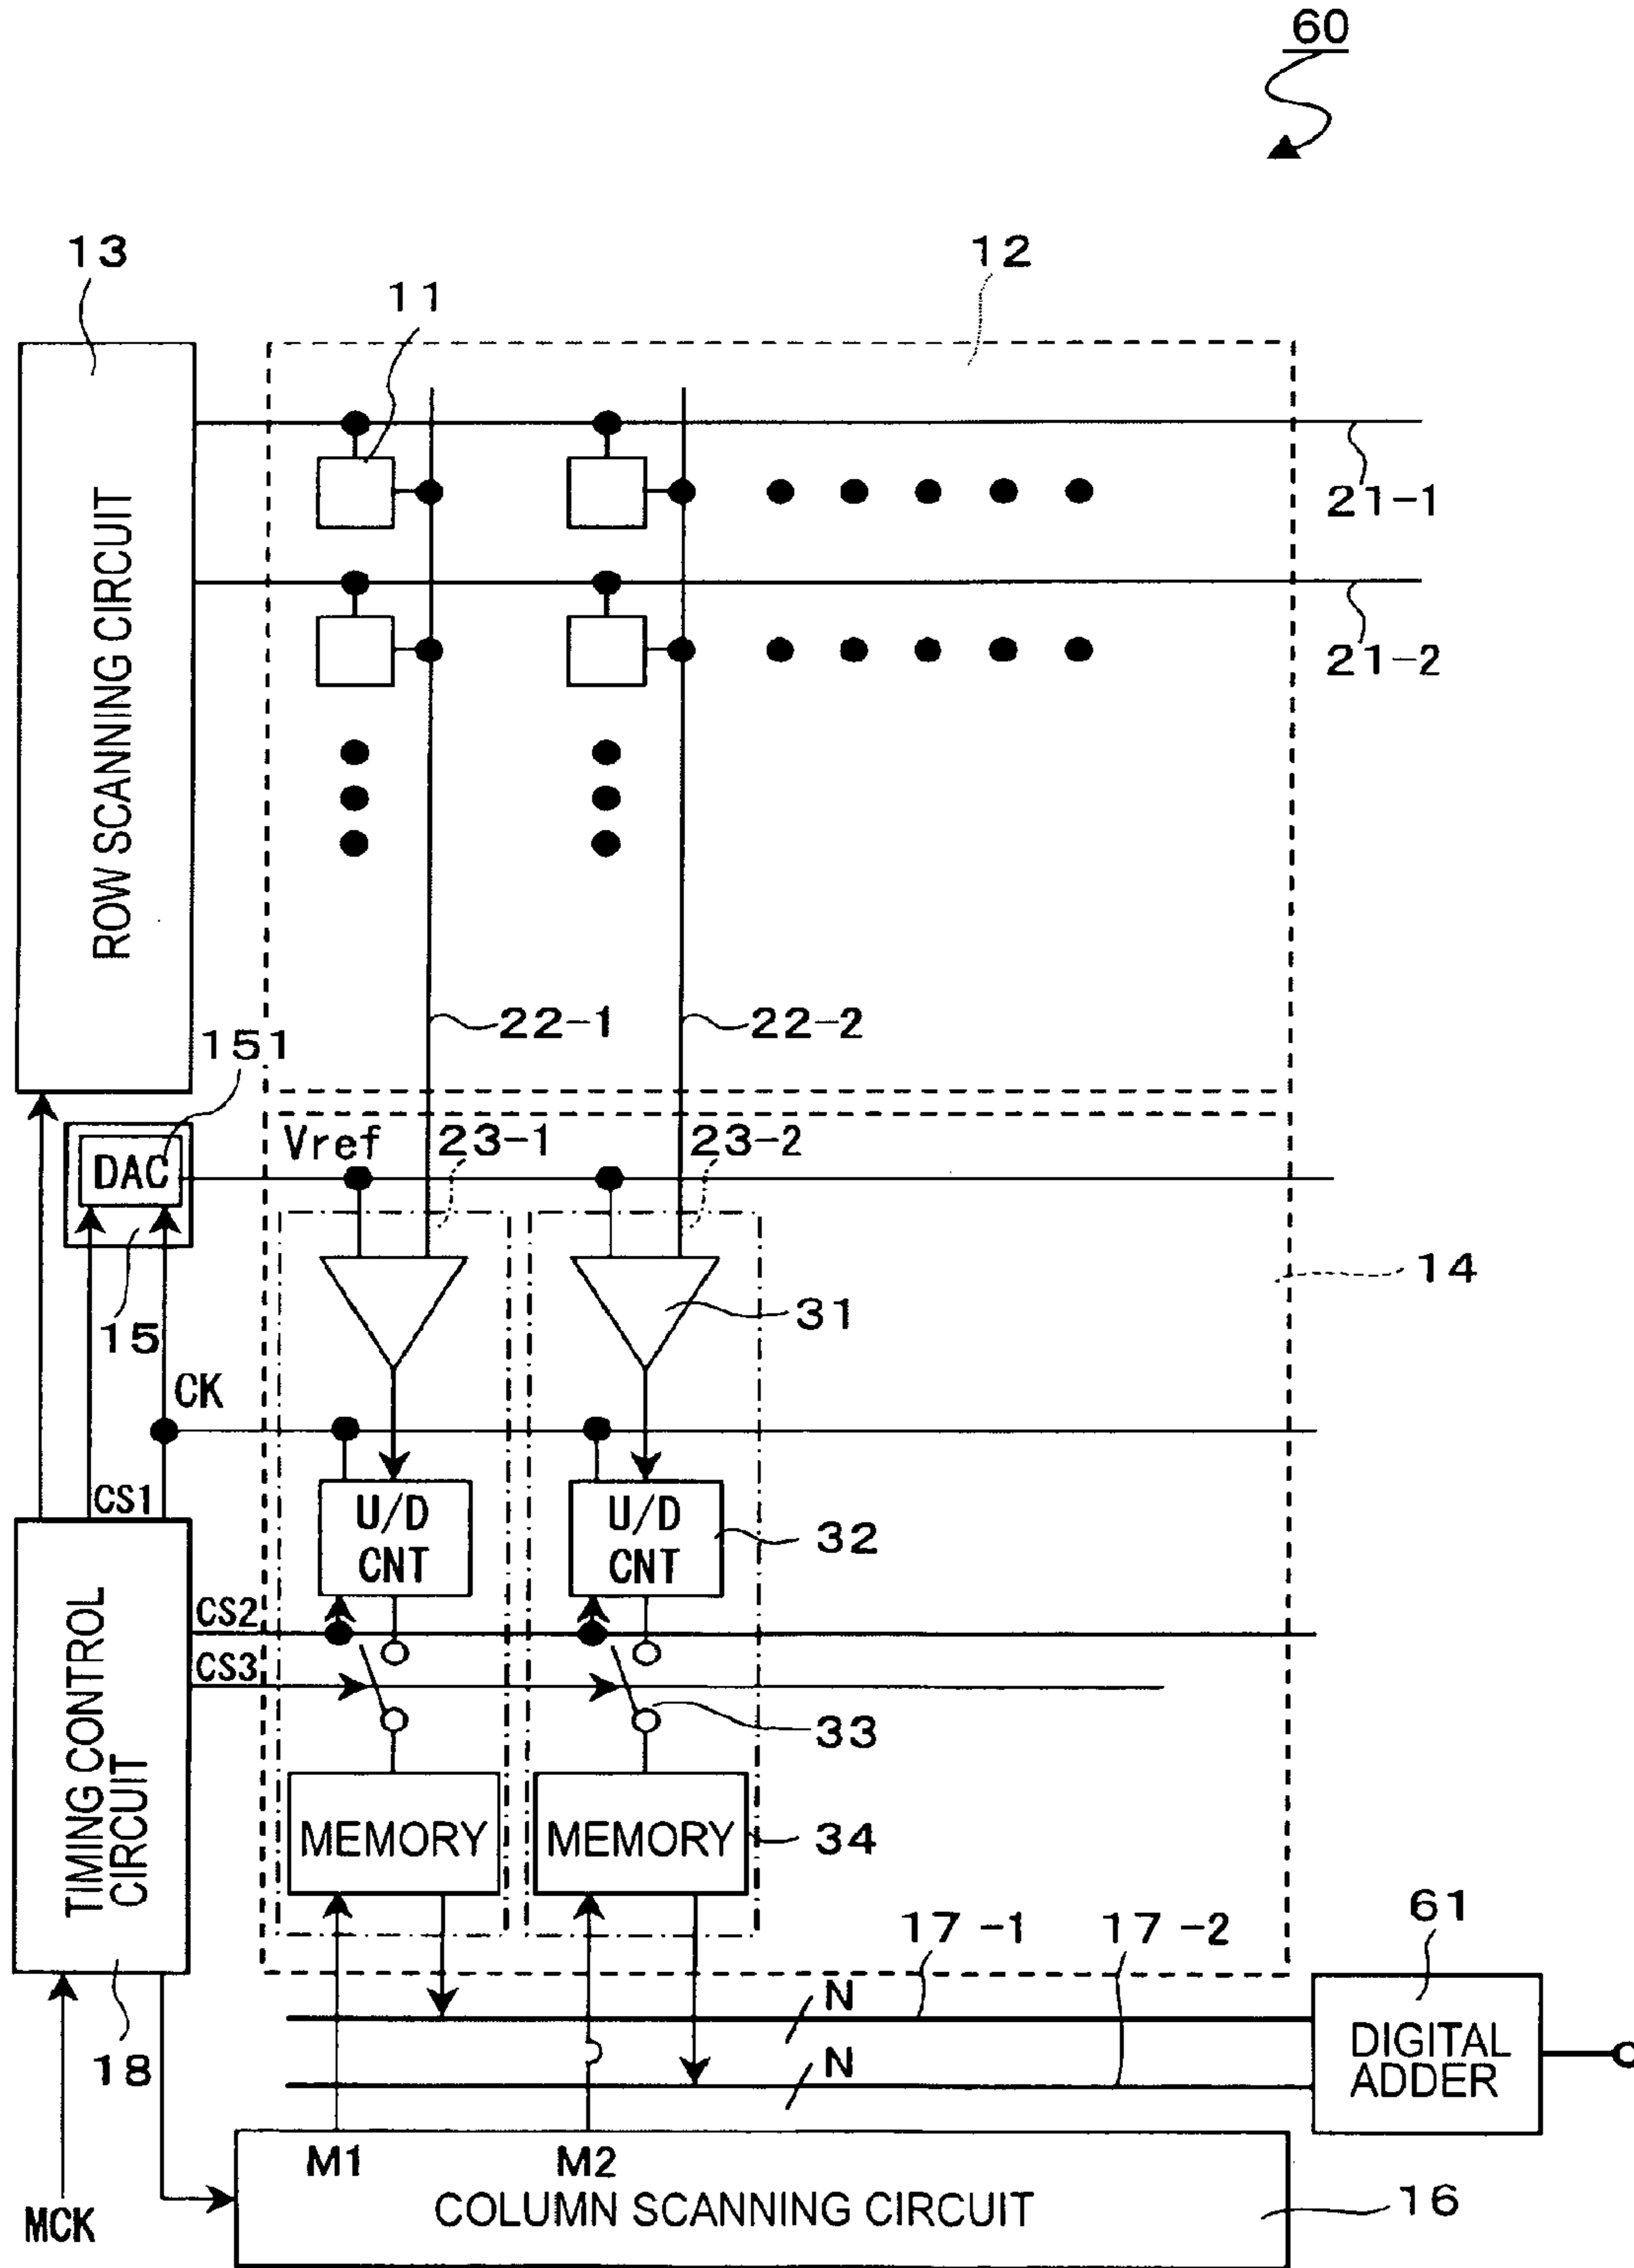 60
13
12
11
ROW SCANNING CIRCUIT
21-1
21-2
22-1
22-2
151
DAC
Vref
23-1
23-2
14
15
31
CK
CS1
U/D
CNT
U/D
CNT
32
CS2
CS3
33
TIMING CONTROL
CIRCUIT
MEMORY
MEMORY
34
17-1
17-2
61
N
N
DIGITAL
ADDER
18
M1
M2
COLUMN SCANNING CIRCUIT
16
MCK